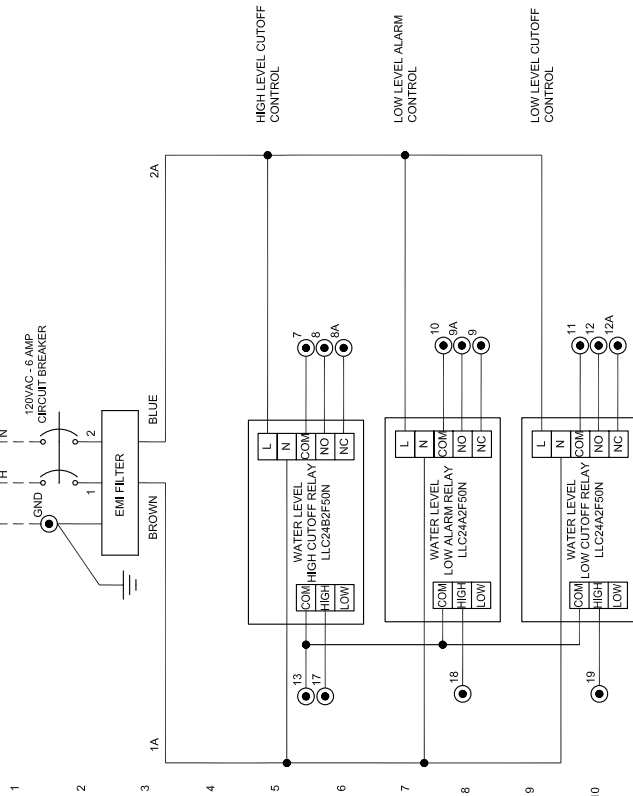 H
N
120VAC - 6 AMP
CIRCUIT BREAKER
GND
1
2
EMI FILTER
BROWN
BLUE
1A
2A
1
2
3
4
5
6
7
8
9
10
HIGH LEVEL CUTOFF
CONTROL
L
N
COM
NO
NC
WATER LEVEL
HIGH CUTOFF RELAY
LLC24B2F50N
COM
HIGH
LOW
7
8
8A
13
17
LOW LEVEL ALARM
CONTROL
L
N
COM
NO
NC
WATER LEVEL
LOW ALARM RELAY
LLC24A2F50N
COM
HIGH
LOW
10
9A
9
18
LOW LEVEL CUTOFF
CONTROL
L
N
COM
NO
NC
WATER LEVEL
LOW CUTOFF RELAY
LLC24A2F50N
COM
HIGH
LOW
11
12
12A
19